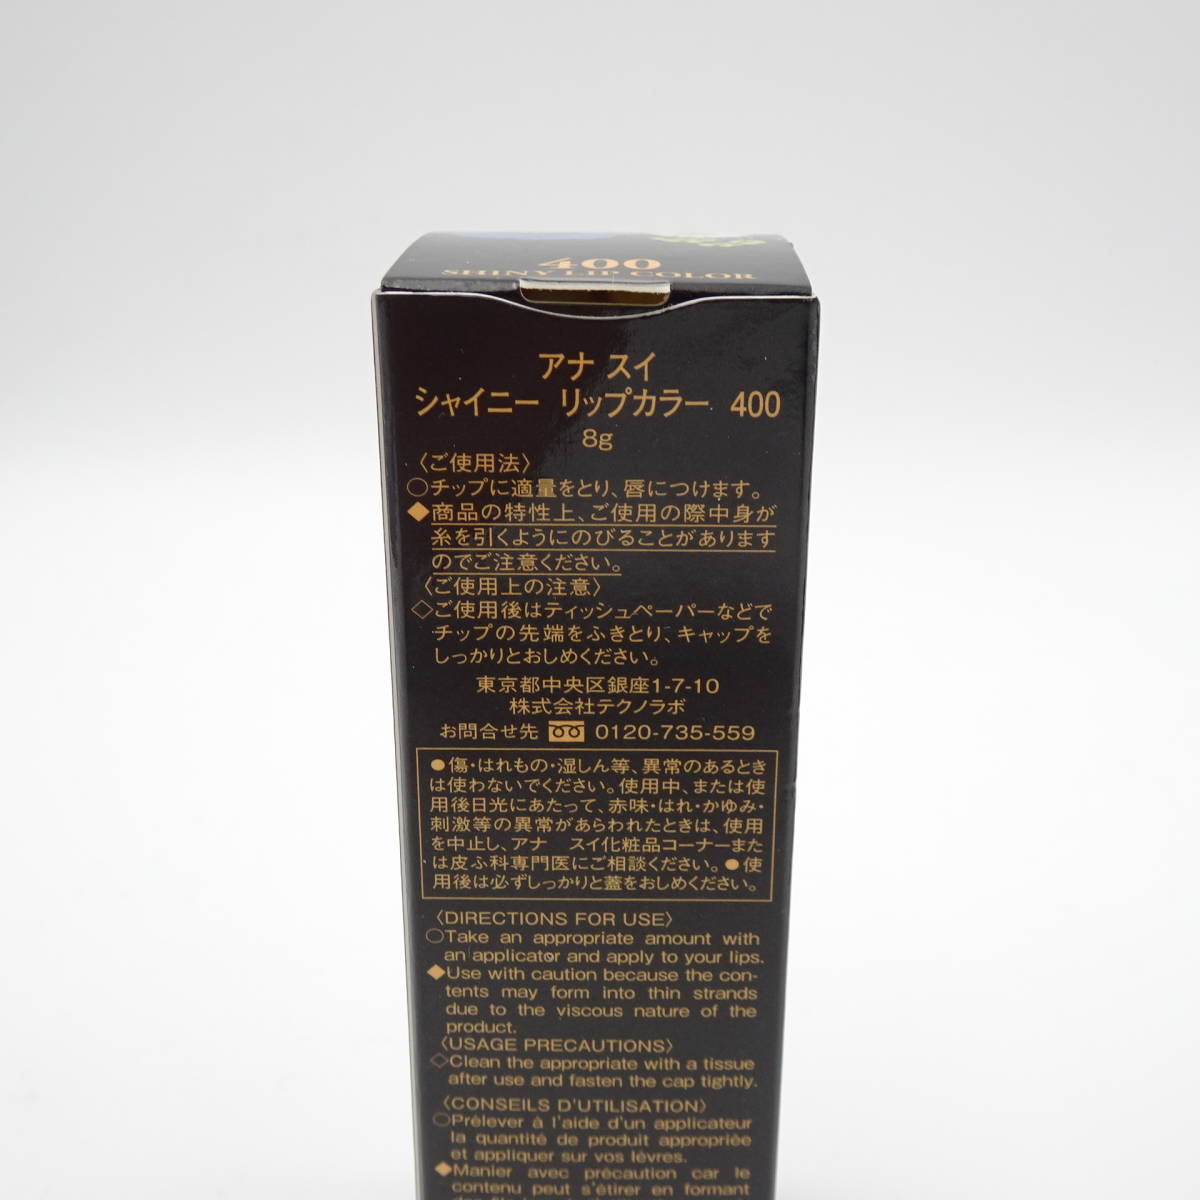 400
SHINY LIP COLOR
アナ スイ
シャイニー リップカラー 400
8g
〈ご使用法〉
○チップに適量をとり、唇につけます。
◆商品の特性上、ご使用の際中身が
糸を引くようにのびることがあります
のでご注意ください。
〈ご使用上の注意〉
◇ご使用後はティッシュペーパーなどで
チップの先端をふきとり、キャップを
しっかりとおしめください。
東京都中央区銀座1-7-10
株式会社テクノラボ
お問合せ先 0120-735-559
●傷・はれもの・湿しん等、異常のあるときは
は使わないでください。使用中、または使
用後日光にあたって、赤味・はれ・かゆみ・
刺激等の異常があらわれたときは、使用
を中止し、アナ スイ化粧品コーナーまた
は皮ふ科専門医にご相談ください。●使
用後は必ずしっかりと蓋をおしめください。
〈DIRECTIONS FOR USE〉
○Take an appropriate amount with
an applicator and apply to your lips.
◆Use with caution because the con-
tents may form into thin strands
due to the viscous nature of the
product.
〈USAGE PRECAUTIONS〉
◇Clean the appropriate with a tissue
after use and fasten the cap tightly.
〈CONSEILS D'UTILISATION〉
○Prélever à l'aide d'un applicateur
la quantité de produit appropriée
et appliquer sur vos lèvres.
◆Manier avec précaution car le
contenu peut s'étirer en formant